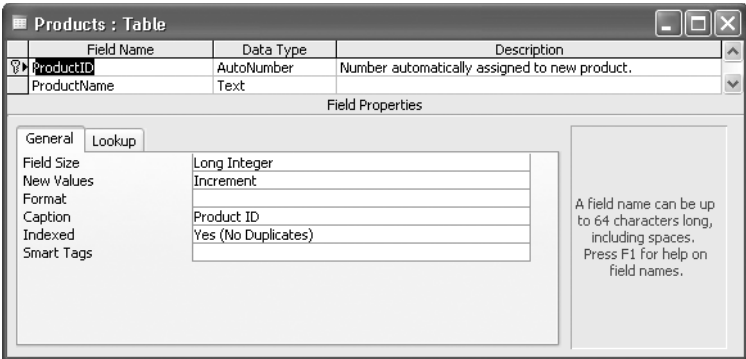 Products : Table
Field Name Data Type Description
ProductID AutoNumber Number automatically assigned to new product.
ProductName Text
Field Properties
General Lookup
Field Size Long Integer
New Values Increment
Format
Caption Product ID
Indexed Yes (No Duplicates)
Smart Tags
A field name can be up
to 64 characters long,
including spaces.
Press F1 for help on
field names.